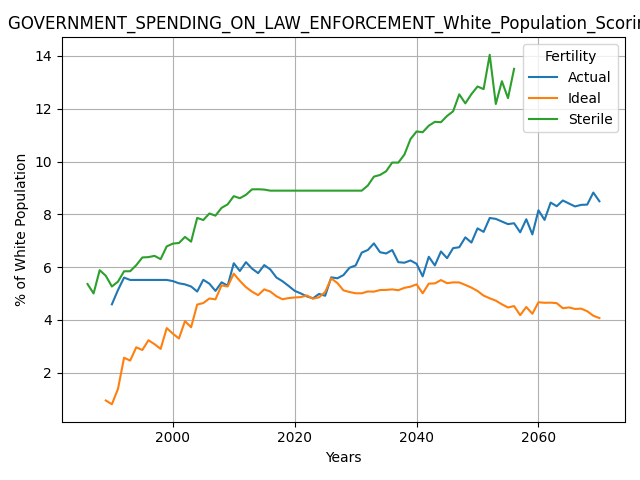 GOVERNMENT_SPENDING_ON_LAW_ENFORCEMENT_White_Population_Scori
Fertility
Actual
Ideal
Sterile
% of White Population
14
12
10
8
6
4
2
2000 2020 2040 2060
Years